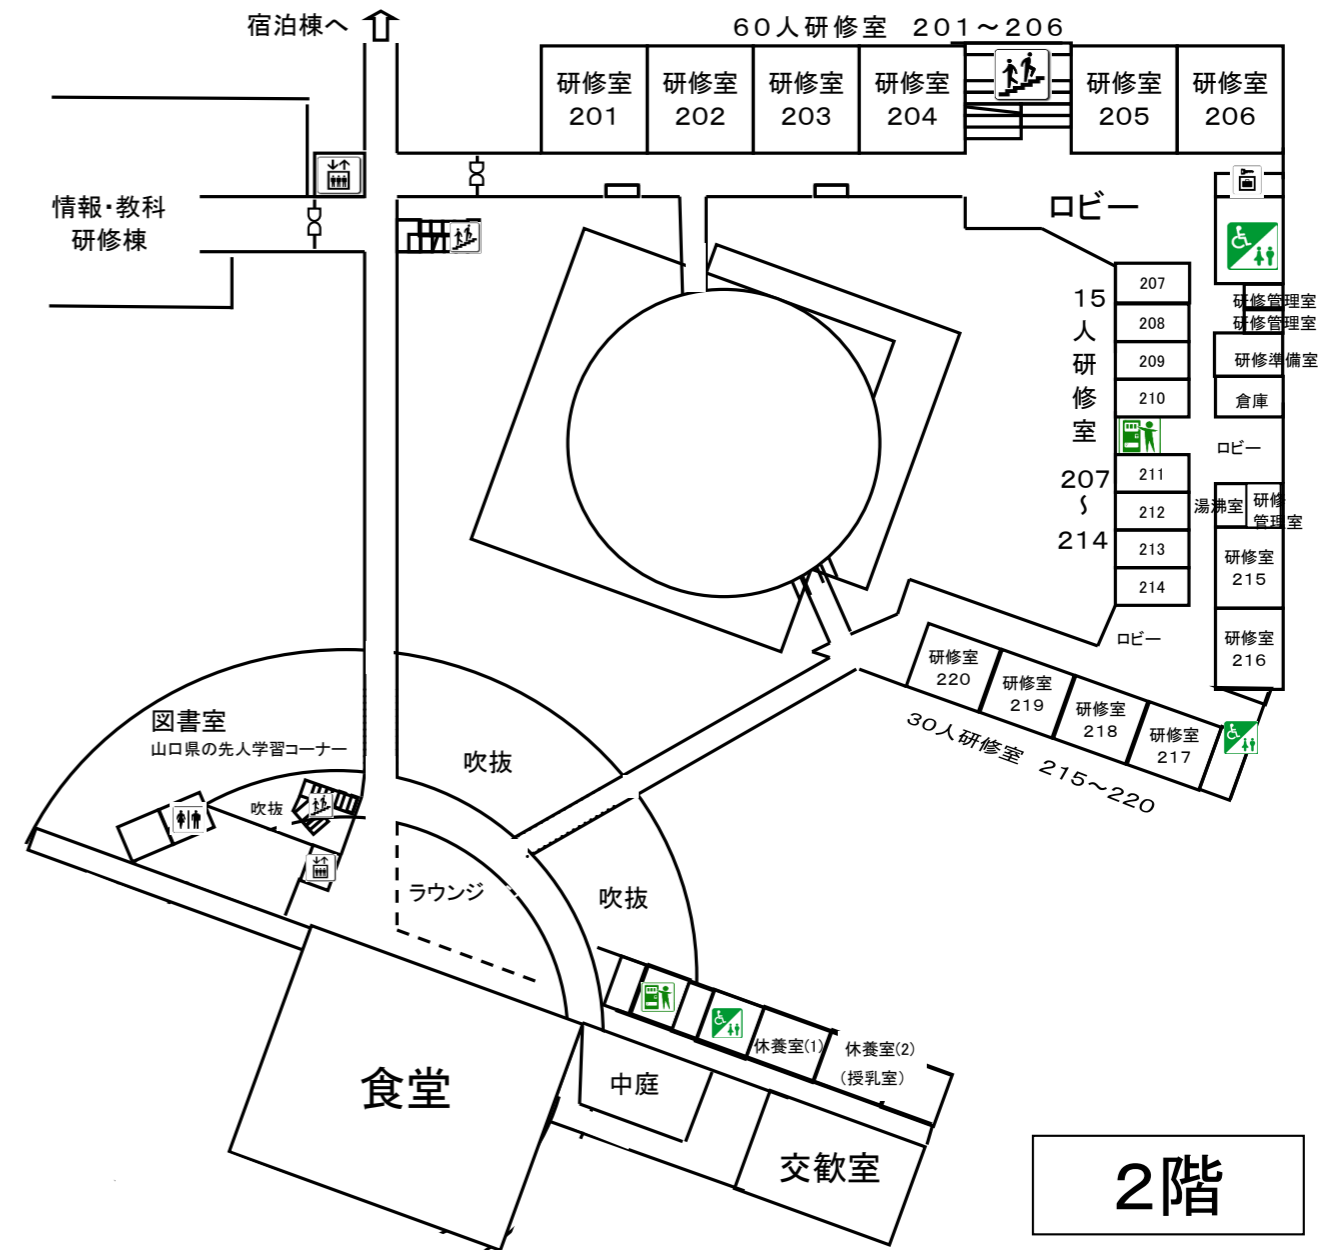 宿泊棟へ
60人研修室 201～206
研修室
201
研修室
202
研修室
203
研修室
204
研修室
205
研修室
206
情報・教科
研修棟
ロビー
207
208
209
210
211
212
213
214
15
人
研
修
室
207
～
214
研修管理室
研修管理室
研修準備室
倉庫
ロビー
湯沸室
研修
管理室
研修室
215
研修室
216
ロビー
研修室
220
研修室
219
研修室
218
研修室
217
30人研修室 215～220
図書室
山口県の先人学習コーナー
吹抜
吹抜
ラウンジ
吹抜
休養室(1)
休養室(2)
（授乳室）
食堂
中庭
交歓室
2階